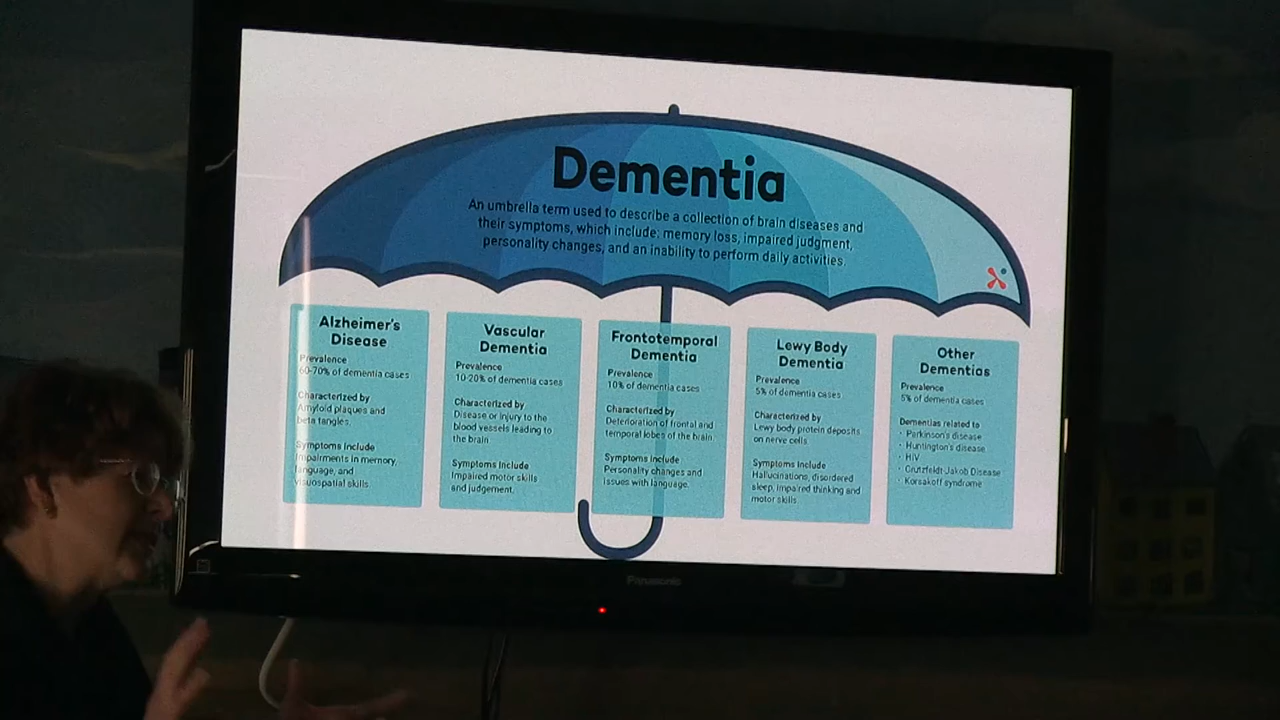 Dementia
An umbrella term used to describe a collection of brain diseases and
their symptoms, which include: memory loss, impaired judgment,
personality changes, and an inability to perform daily activities.
Alzheimer's
Disease
Prevalence
60-70% of dementia cases
Characterized by
Amyloid plaques and
beta tangles.
Symptoms Include
Impairments in memory,
language, and
visuospatial skills.
Vascular
Dementia
Prevalence
10-20% of dementia cases
Characterized by
Disease or injury to the
blood vessels leading to
the brain.
Symptoms Include
Impaired motor skills
and judgement.
Frontotemporal
Dementia
Prevalence
10% of dementia cases
Characterized by
Deterioration of frontal and
temporal lobes of the brain.
Symptoms Include
Personality changes and
issues with language.
Lewy Body
Dementia
Prevalence
5% of dementia cases
Characterized by
Lewy body protein deposits
on nerve cells.
Symptoms Include
Hallucinations, disordered
sleep, impaired thinking and
motor skills.
Other
Dementias
Prevalence
5% of dementia cases
Dementias related to
· Parkinson's disease
· Huntington's disease
· HIV
· Crutzfeldt-Jakob Disease
· Korsakoff syndrome
Panasonic